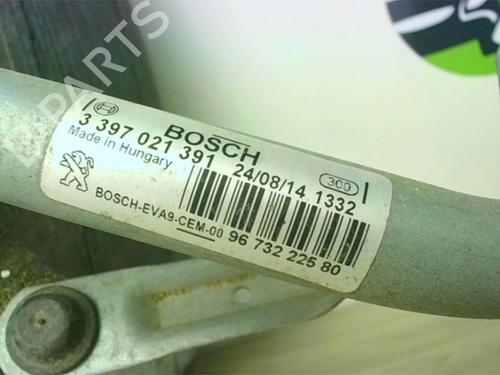 BOSCH
3 397 021 391 24/08/14 1332
Made in Hungary
300
BOSCH-EVA9-CEM-00 96 732 225 80
B-PARTS